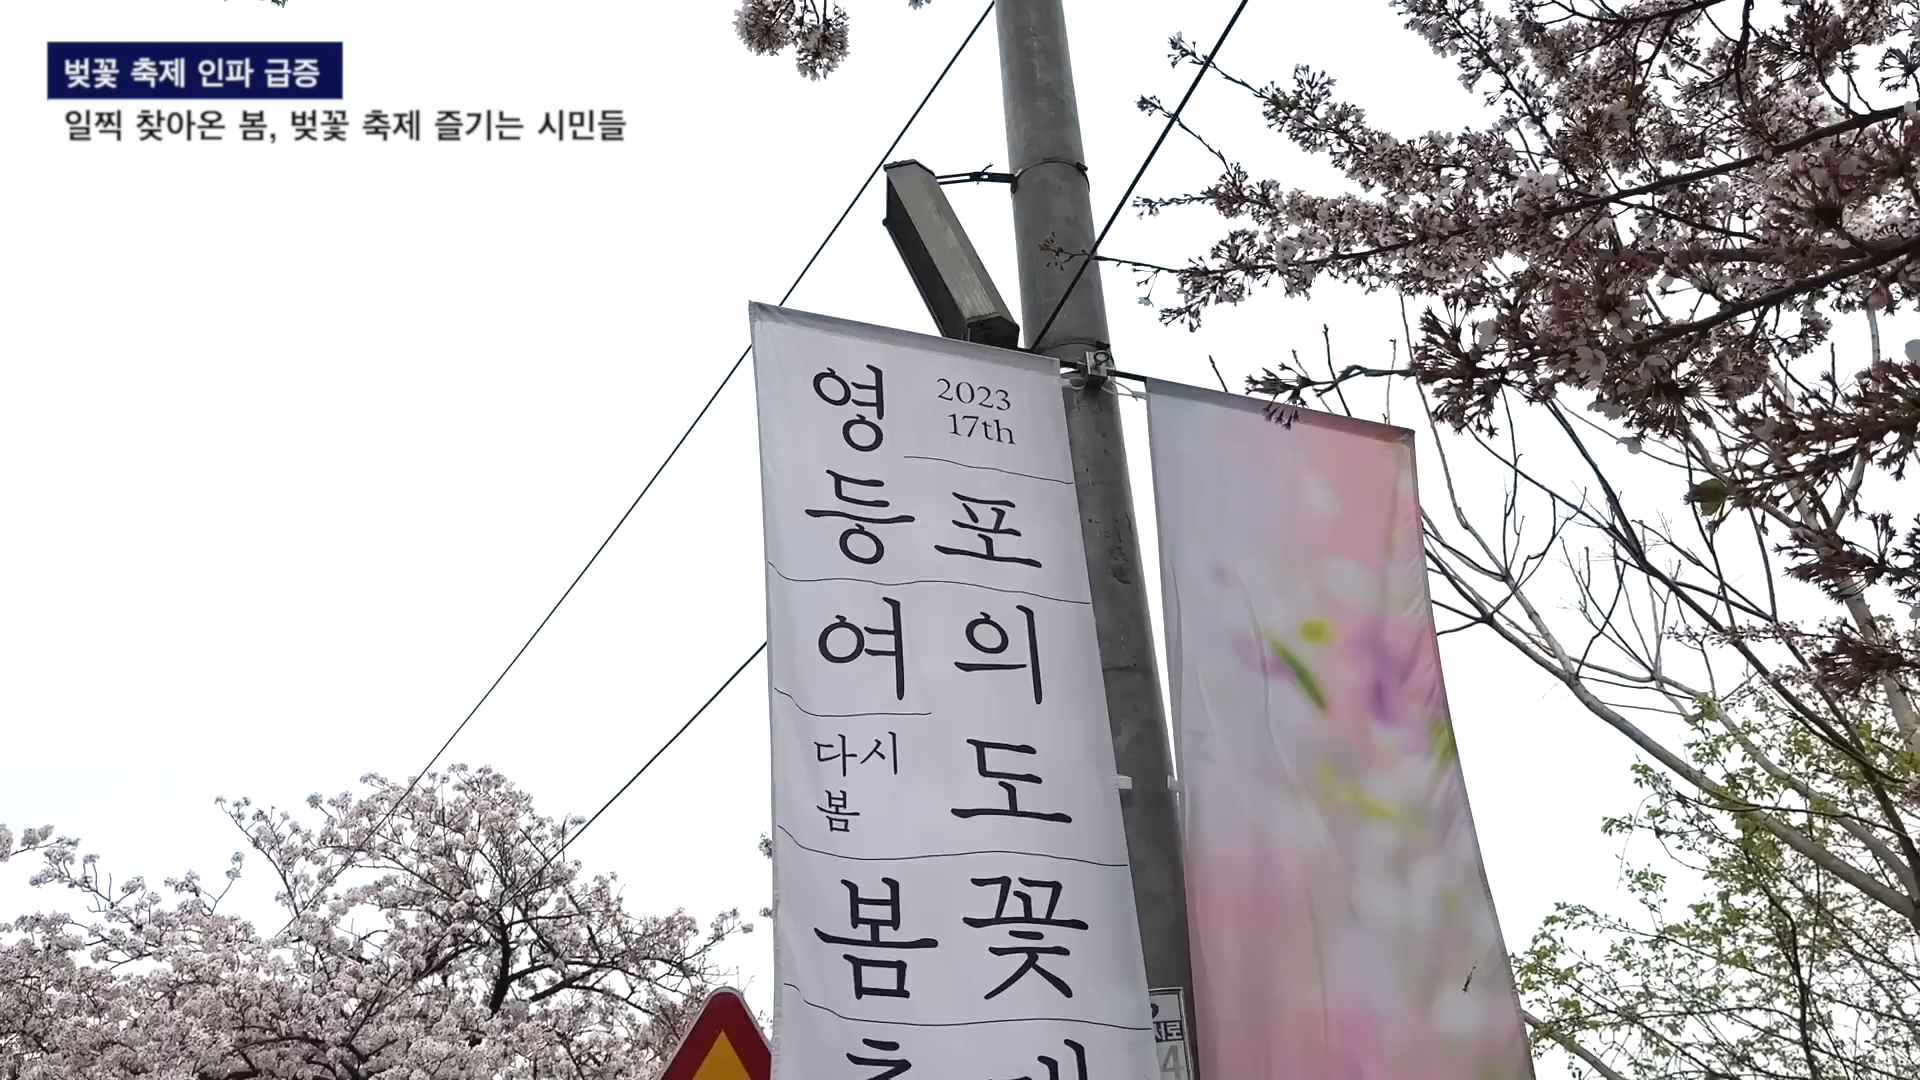 벚꽃 축제 인파 급증
일찍 찾아온 봄, 벚꽃 축제 즐기는 시민들
2023
17th
영등포
여의도
다시
봄
봄꽃